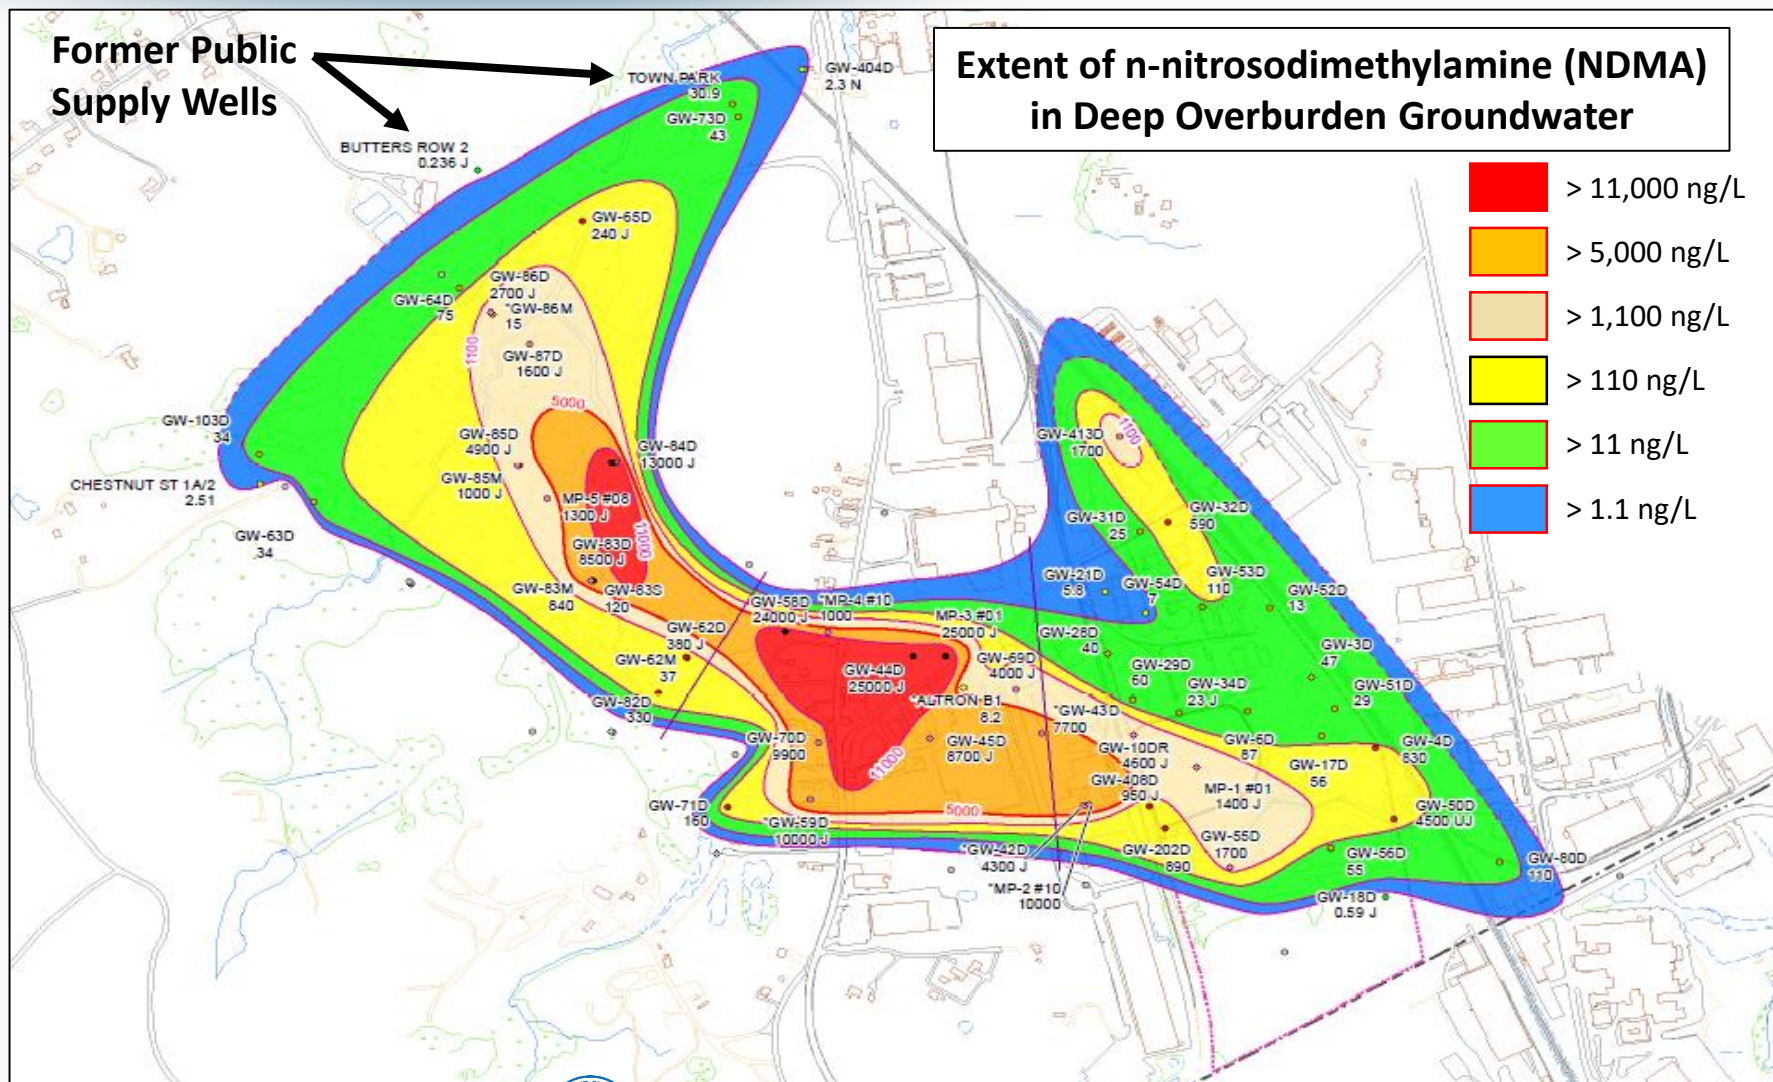 Former Public
Supply Wells
Extent of n-nitrosodimethylamine (NDMA)
in Deep Overburden Groundwater
> 11,000 ng/L
> 5,000 ng/L
> 1,100 ng/L
> 110 ng/L
> 11 ng/L
> 1.1 ng/L
TOWN PARK
30.9
GW-404D
2.3 N
GW-73D
43
BUTTERS ROW 2
0.236 J
GW-65D
240 J
GW-86D
2700 J
*GW-86M
15
GW-64D
75
1100
GW-87D
1600 J
5000
GW-103D
34
GW-85D
4900 J
GW-84D
13000 J
GW-85M
1000 J
CHESTNUT ST 1A/2
2.51
MP-5 #08
1300 J
11000
GW-63D
34
GW-83D
8500 J
GW-83M
840
GW-83S
120
GW-413D
1700
1100
GW-32D
590
GW-31D
25
GW-21D
5.8
GW-54D
7
GW-53D
110
GW-52D
13
GW-58D
24000 J
*MP-4 #10
1000
MP-3 #01
25000 J
GW-28D
40
GW-62D
380 J
GW-62M
37
GW-44D
25000 J
GW-69D
4000 J
GW-29D
60
GW-34D
23 J
GW-3D
47
GW-51D
29
GW-82D
330
*ALTRON B1
8.2
*GW-43D
7700
GW-70D
9900
GW-45D
8700 J
11000
GW-10DR
4600 J
GW-6D
87
GW-4D
830
GW-17D
56
GW-408D
950 J
MP-1 #01
1400 J
GW-71D
160
*GW-59D
10000 J
5000
GW-50D
4500 UJ
GW-55D
1700
*GW-42D
4300 J
GW-202D
890
GW-56D
55
GW-80D
110
*MP-2 #10
10000
GW-18D
0.59 J